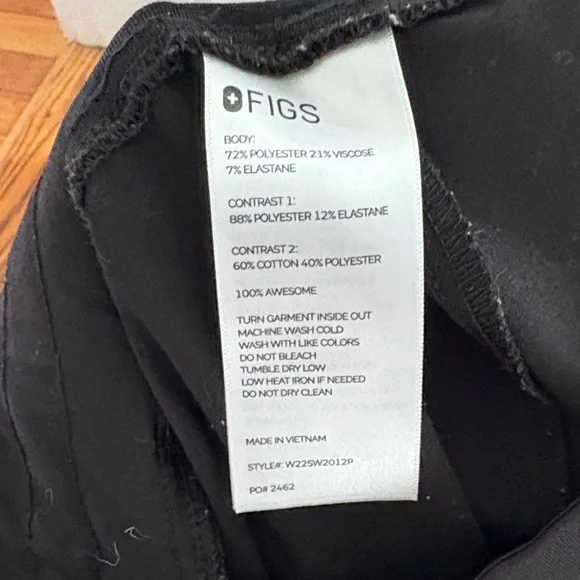 FIGS
BODY:
72% POLYESTER 21% VISCOSE
7% ELASTANE
CONTRAST 1:
88% POLYESTER 12% ELASTANE
CONTRAST 2:
60% COTTON 40% POLYESTER
100% AWESOME
TURN GARMENT INSIDE OUT
MACHINE WASH COLD
WASH WITH LIKE COLORS
DO NOT BLEACH
TUMBLE DRY LOW
LOW HEAT IRON IF NEEDED
DO NOT DRY CLEAN
MADE IN VIETNAM
STYLE#: W22SW2012P
PO# 2462